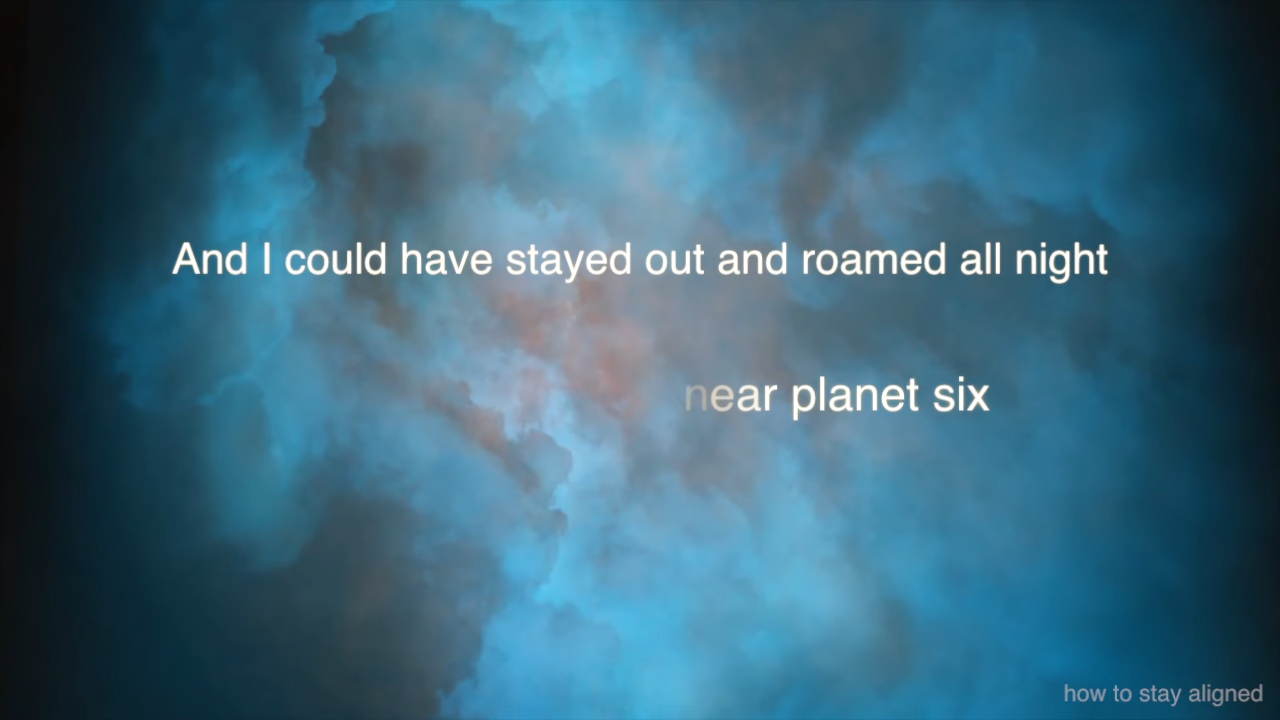 And I could have stayed out and roamed all night
near planet six
how to stay aligned